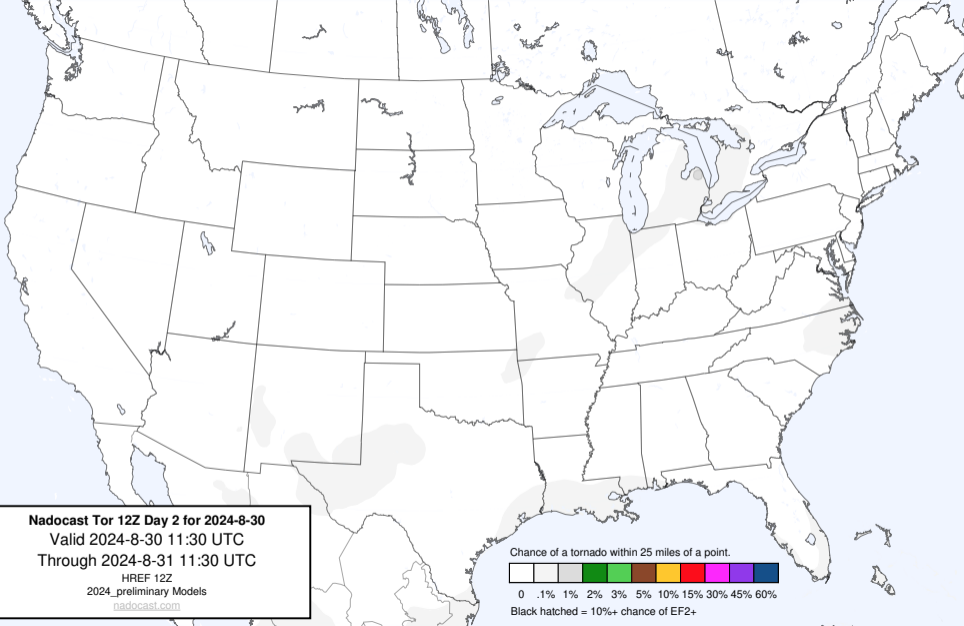 Nadocast Tor 12Z Day 2 for 2024-8-30
Valid 2024-8-30 11:30 UTC
Through 2024-8-31 11:30 UTC
HREF 12Z
2024_preliminary Models
nadocast.com
Chance of a tornado within 25 miles of a point.
0 .1% 1% 2% 3% 5% 10% 15% 30% 45% 60%
Black hatched = 10%+ chance of EF2+